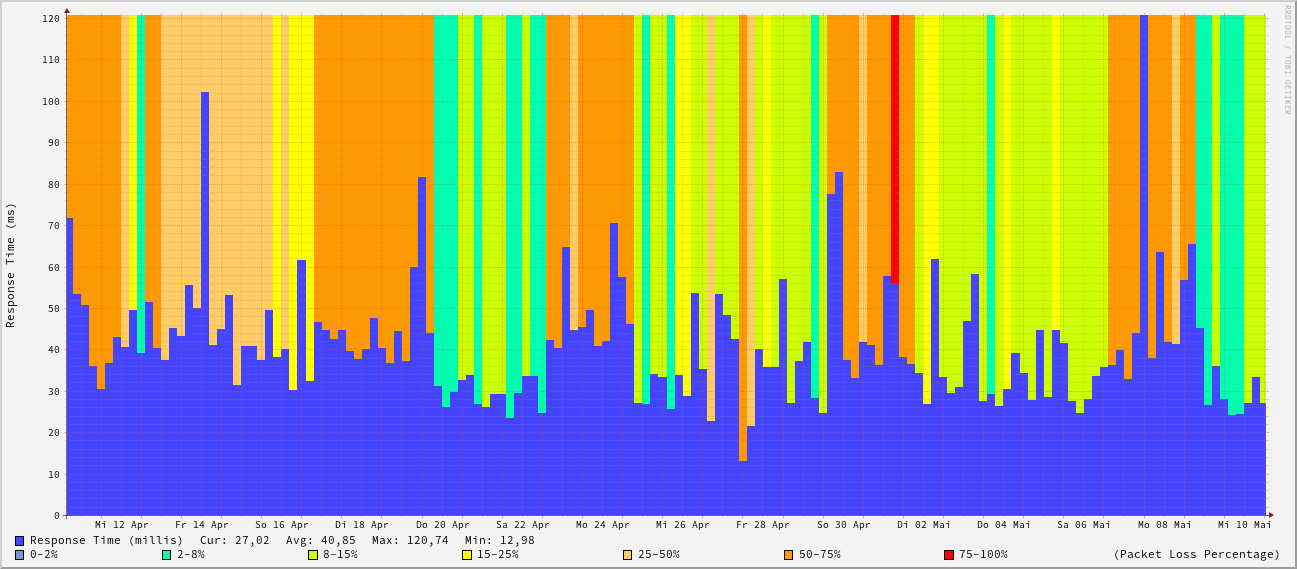 RRDTOOL / TOBI OETIKER
Response Time (ms)
120
110
100
90
80
70
60
50
40
30
20
10
0
Mi 12 Apr Fr 14 Apr So 16 Apr Di 18 Apr Do 20 Apr Sa 22 Apr Mo 24 Apr Mi 26 Apr Fr 28 Apr So 30 Apr Di 02 Mai Do 04 Mai Sa 06 Mai Mo 08 Mai Mi 10 Mai
Response Time (millis) Cur: 27,02 Avg: 40,85 Max: 120,74 Min: 12,98
0-2% 2-8% 8-15% 15-25% 25-50% 50-75% 75-100% (Packet Loss Percentage)